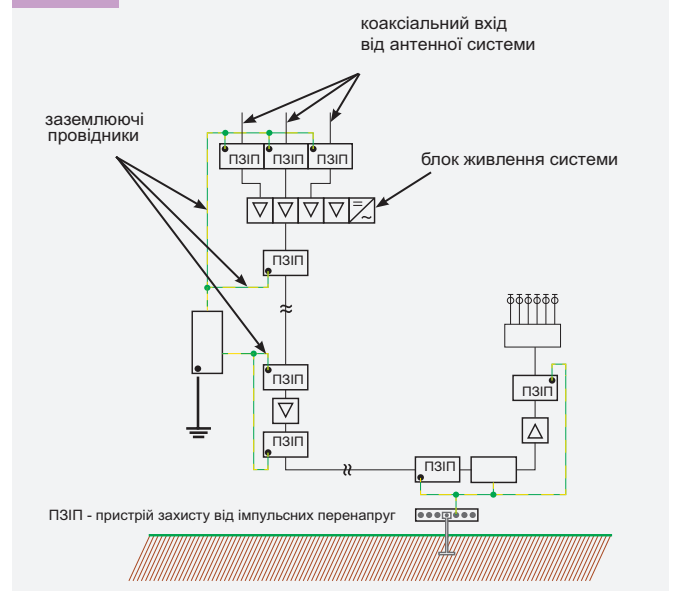 коаксіальний вхід
від антенної системи
заземлюючі
провідники
ПЗІП ПЗІП ПЗІП
блок живлення системи
ПЗІП
ПЗІП
ПЗІП
ПЗІП
ПЗІП
ПЗІП - пристрій захисту від імпульсних перенапруг